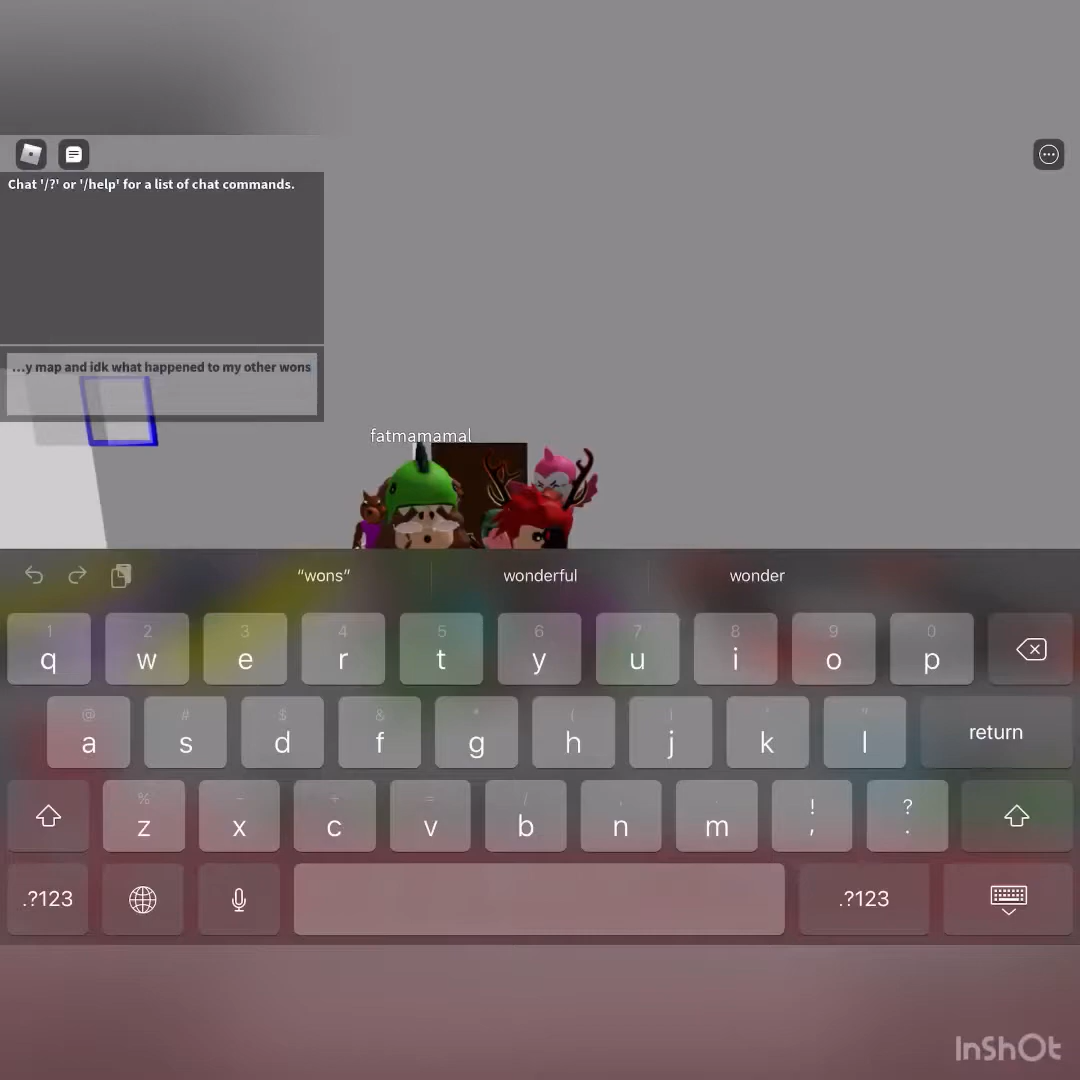 Chat '/?' or '/help' for a list of chat commands.
...y map and idk what happened to my other wons
fatmamamal
“wons” wonderful wonder
1 2 3 4 5 6 7 8 9 0
q w e r t y u i o p
@ # $ & * ( ) ' "
a s d f g h j k l return
% - + = / ; : ! ?
z x c v b n m , .
.?123 .?123
InShOt